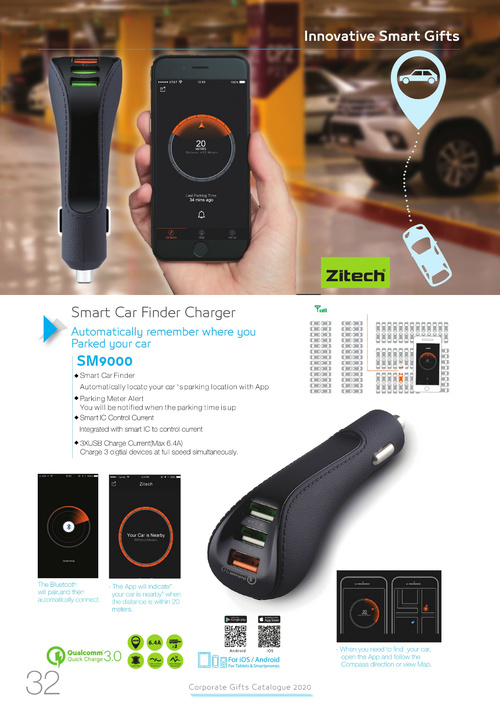 Innovative Smart Gifts
20
Last Parking Time
34 mins ago
Zitech
Smart Car Finder Charger
Automatically remember where you
Parked your car
SM9000
Smart Car Finder
Automatically locate your car's parking location with App
Parking Meter Alert
You will be notified when the parking time is up
Smart IC Control Current
Integrated with smart IC to control current
3XUSB Charge Current(Max 6.4A)
Charge 3 digtial devices at full soeed simultaneously.
Zitech
Your Car is Nearby
The Bluetooth
will pair,and then
automatically connect.
- The App will indicate"
your car is nearby" when
the distance is within 20
meters.
Android
iOS
For iOS / Android
For Tablets & Smartphones
- When you need to find your car,
open the App and follow the
Compass direction or view Map.
Qualcomm
Quick Charge 3.0
6.4A
32
Corporate Gifts Catalogue 2020